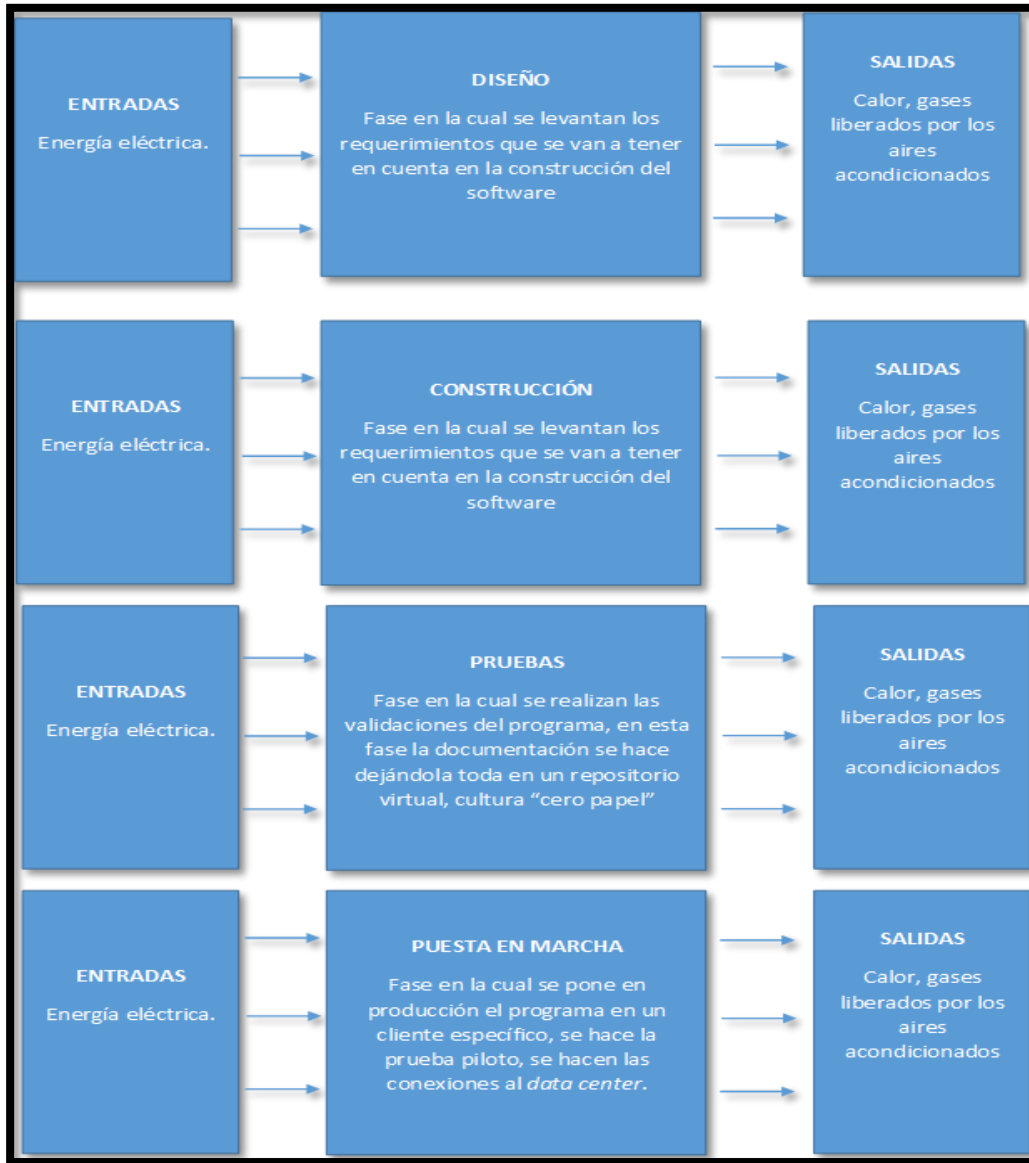 ENTRADAS
Energía eléctrica.
DISEÑO
Fase en la cual se levantan los
requerimientos que se van a tener
en cuenta en la construcción del
software
SALIDAS
Calor, gases
liberados por los
aires
acondicionados
ENTRADAS
Energía eléctrica.
CONSTRUCCIÓN
Fase en la cual se levantan los
requerimientos que se van a tener
en cuenta en la construcción del
software
SALIDAS
Calor, gases
liberados por los
aires
acondicionados
ENTRADAS
Energía eléctrica.
PRUEBAS
Fase en la cual se realizan las
validaciones del programa, en esta
fase la documentación se hace
dejándola toda en un repositorio
virtual, cultura “cero papel”
SALIDAS
Calor, gases
liberados por los
aires
acondicionados
ENTRADAS
Energía eléctrica.
PUESTA EN MARCHA
Fase en la cual se pone en
producción el programa en un
cliente específico, se hace la
prueba piloto, se hacen las
conexiones al data center.
SALIDAS
Calor, gases
liberados por los
aires
acondicionados